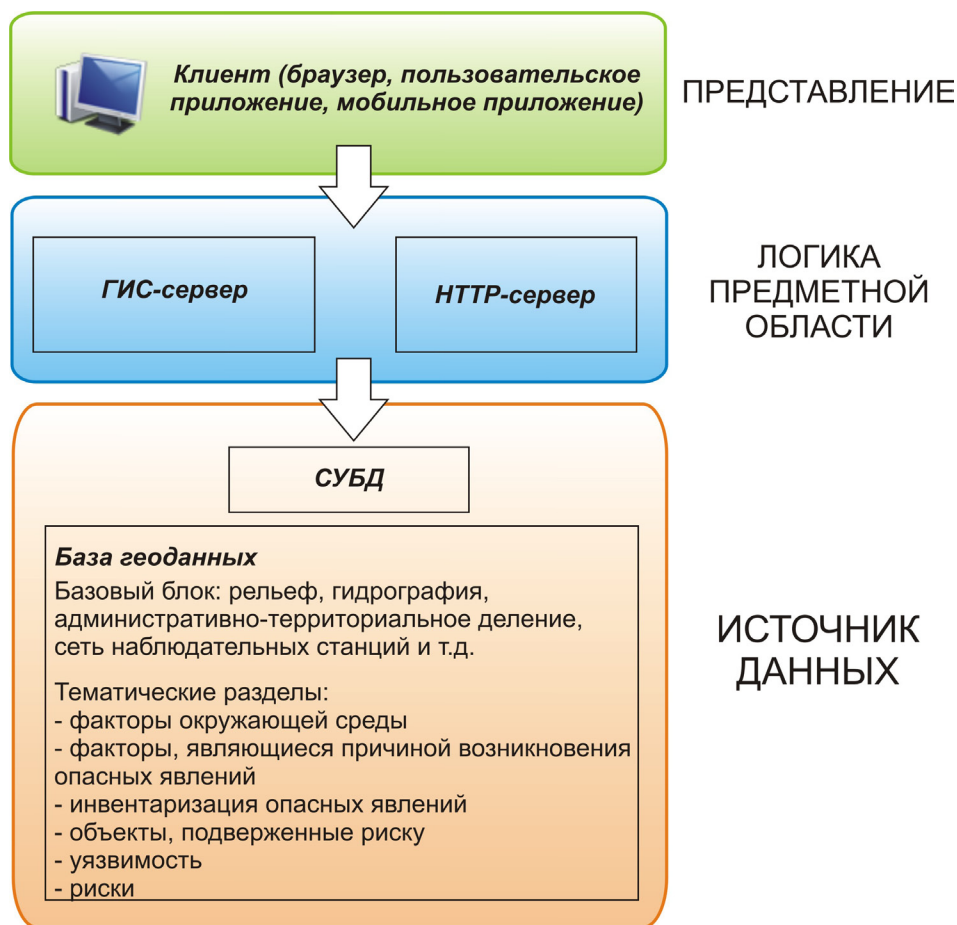 Клиент (браузер, пользовательское
приложение, мобильное приложение)
ПРЕДСТАВЛЕНИЕ
ГИС-сервер
HTTP-сервер
ЛОГИКА
ПРЕДМЕТНОЙ
ОБЛАСТИ
СУБД
База геоданных
Базовый блок: рельеф, гидрография,
административно-территориальное деление,
сеть наблюдательных станций и т.д.
Тематические разделы:
- факторы окружающей среды
- факторы, являющиеся причиной возникновения
опасных явлений
- инвентаризация опасных явлений
- объекты, подверженные риску
- уязвимость
- риски
ИСТОЧНИК
ДАННЫХ